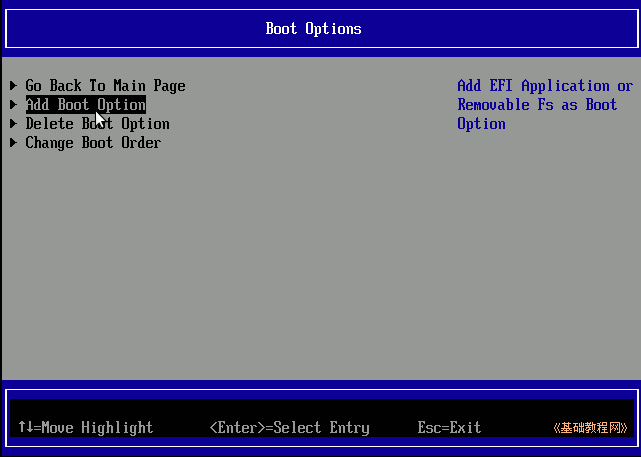 Boot Options
Go Back To Main Page
Add Boot Option
Delete Boot Option
Change Boot Order
Add EFI Application or
Removable Fs as Boot
Option
↑↓=Move Highlight <Enter>=Select Entry Esc=Exit
《基础教程网》